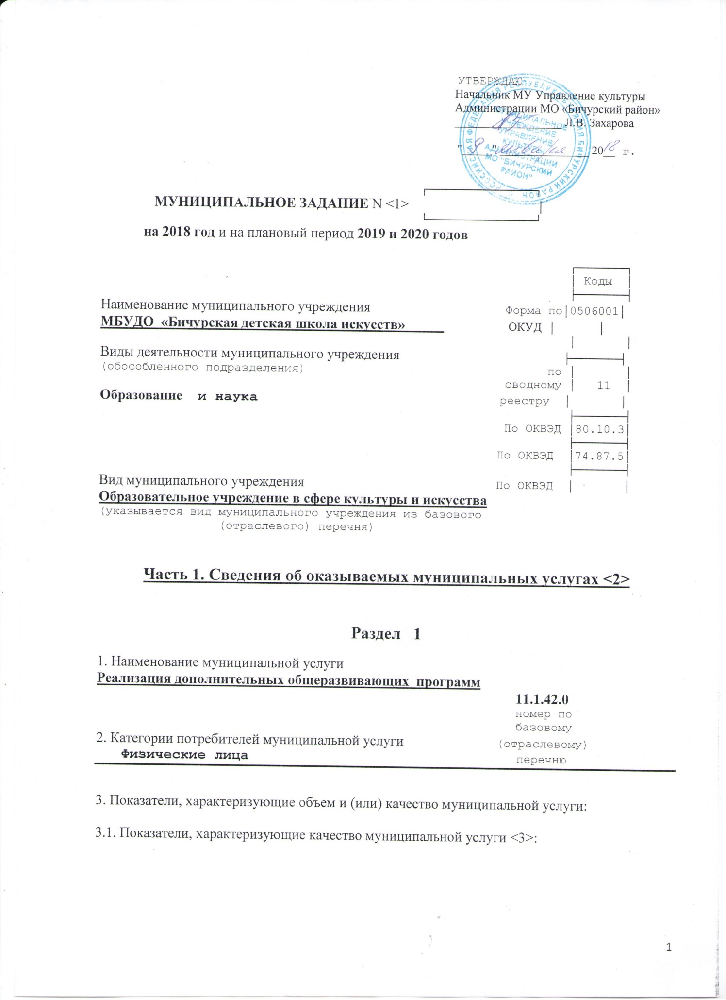 УТВЕРЖДАЮ
Начальник МУ Управление культуры
Администрации МО «Бичурский район»
Л.В. Захарова
"9" января 2018 г.
РОССИЙСКАЯ ФЕДЕРАЦИЯ РЕСПУБЛИКА БУРЯТИЯ БИЧУРСКИЙ РАЙОН
МУНИЦИПАЛЬНОЕ
УЧРЕЖДЕНИЕ
УПРАВЛЕНИЕ
КУЛЬТУРЫ
АДМИНИСТРАЦИИ
МО "БИЧУРСКИЙ
РАЙОН"
МУНИЦИПАЛЬНОЕ ЗАДАНИЕ N <1>
на 2018 год и на плановый период 2019 и 2020 годов
Коды
Наименование муниципального учреждения
Форма по 0506001
МБУДО «Бичурская детская школа искусств»
ОКУД
Виды деятельности муниципального учреждения
(обособленного подразделения)
по
сводному 11
Образование и наука
реестру
По ОКВЭД 80.10.3
По ОКВЭД 74.87.5
Вид муниципального учреждения
По ОКВЭД
Образовательное учреждение в сфере культуры и искусства
(указывается вид муниципального учреждения из базового
(отраслевого) перечня)
Часть 1. Сведения об оказываемых муниципальных услугах <2>
Раздел 1
1. Наименование муниципальной услуги
Реализация дополнительных общеразвивающих программ
11.1.42.0
номер по
базовому
2. Категории потребителей муниципальной услуги
(отраслевому)
Физические лица
перечню
3. Показатели, характеризующие объем и (или) качество муниципальной услуги:
3.1. Показатели, характеризующие качество муниципальной услуги <3>:
1